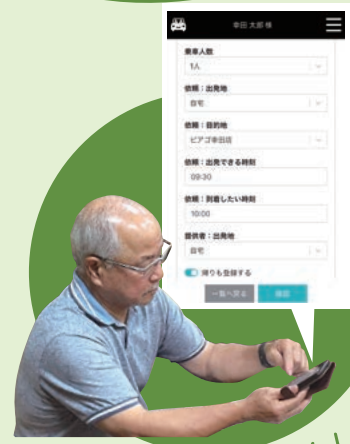 幸田 太郎 様
乗車人数
1人
依頼：出発地
自宅
依頼：目的地
ピアゴ幸田店
依頼：出発できる時刻
09:30
依頼：到着したい時刻
10:00
提供者：出発地
自宅
帰りも登録する
一覧へ戻る
確認